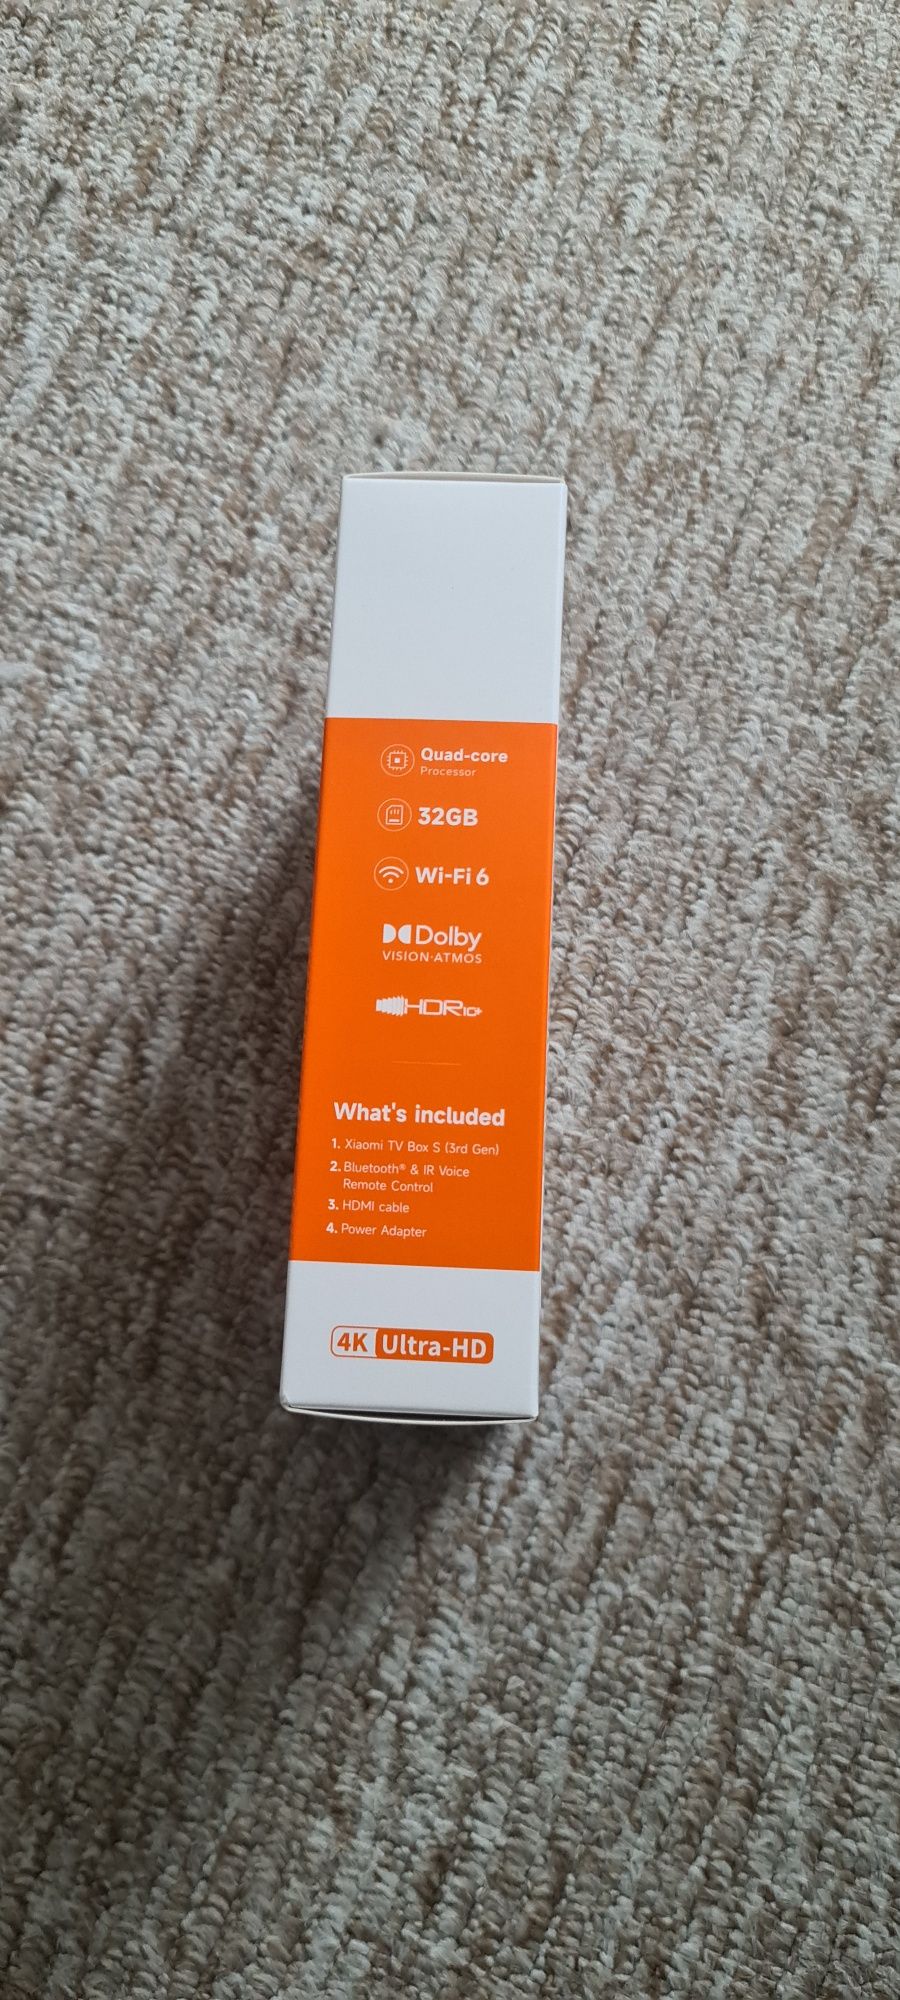 Quad-core
Processor
32GB
Wi-Fi 6
Dolby
VISION·ATMOS
HDR10+
What's included
1. Xiaomi TV Box S (3rd Gen)
2. Bluetooth® & IR Voice
Remote Control
3. HDMI cable
4. Power Adapter
4K Ultra-HD